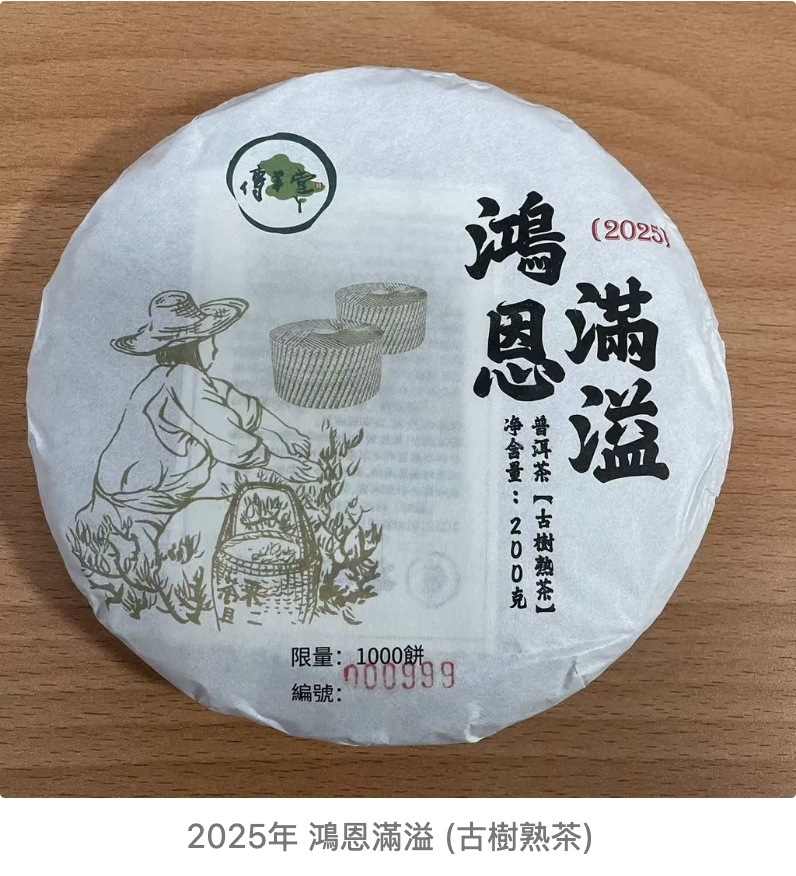 傳羊堂
鴻恩
(2025)
滿溢
普洱茶【古樹熟茶】
净含量：200克
限量：1000餅
編號：000999
2025年 鴻恩滿溢 (古樹熟茶)